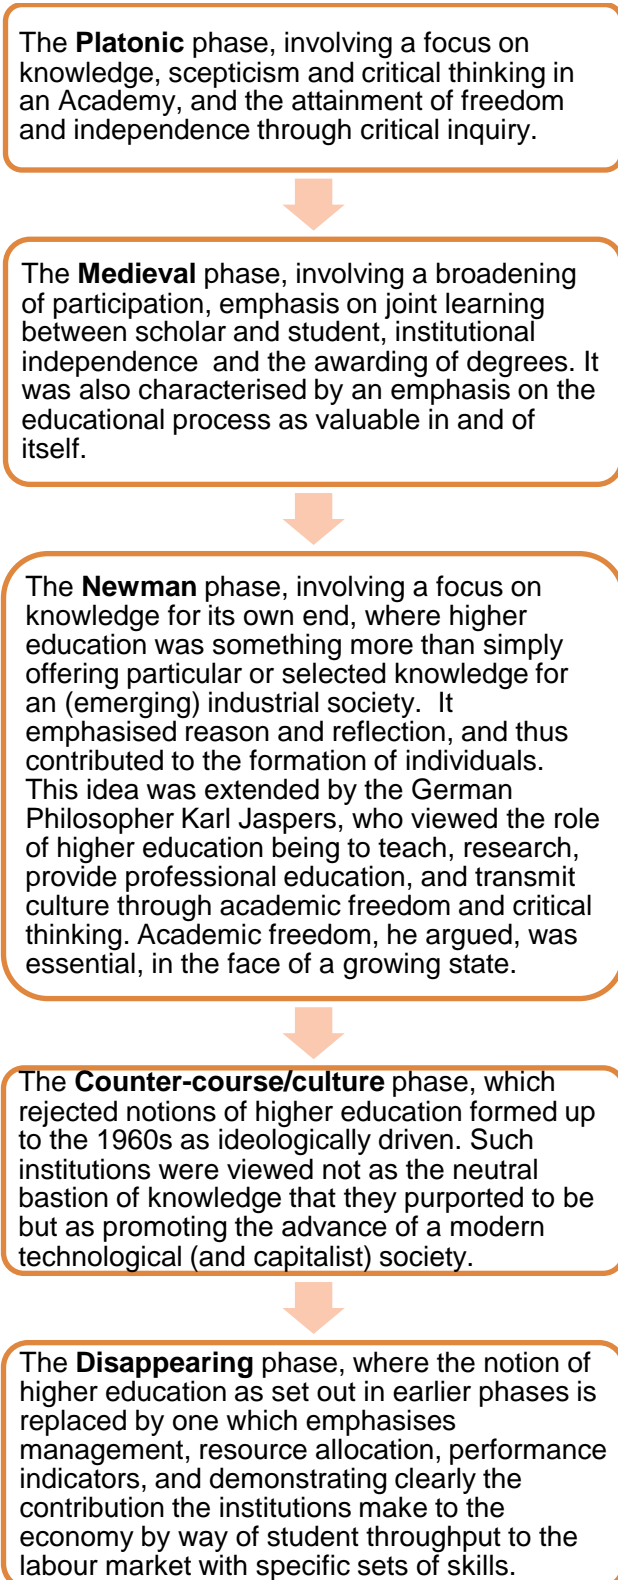 The Platonic phase, involving a focus on
knowledge, scepticism and critical thinking in
an Academy, and the attainment of freedom
and independence through critical inquiry.
The Medieval phase, involving a broadening
of participation, emphasis on joint learning
between scholar and student, institutional
independence  and the awarding of degrees. It
was also characterised by an emphasis on the
educational process as valuable in and of
itself.
The Newman phase, involving a focus on
knowledge for its own end, where higher
education was something more than simply
offering particular or selected knowledge for
an (emerging) industrial society.  It
emphasised reason and reflection, and thus
contributed to the formation of individuals.
This idea was extended by the German
Philosopher Karl Jaspers, who viewed the role
of higher education being to teach, research,
provide professional education, and transmit
culture through academic freedom and critical
thinking. Academic freedom, he argued, was
essential, in the face of a growing state.
The Counter-course/culture phase, which
rejected notions of higher education formed up
to the 1960s as ideologically driven. Such
institutions were viewed not as the neutral
bastion of knowledge that they purported to be
but as promoting the advance of a modern
technological (and capitalist) society.
The Disappearing phase, where the notion of
higher education as set out in earlier phases is
replaced by one which emphasises
management, resource allocation, performance
indicators, and demonstrating clearly the
contribution the institutions make to the
economy by way of student throughput to the
labour market with specific sets of skills.